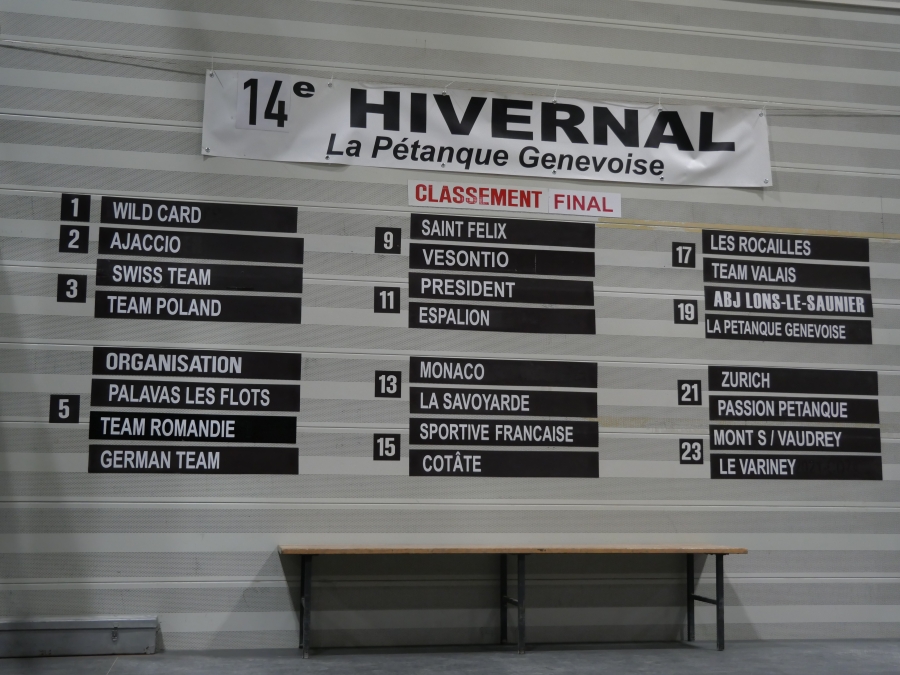 14e HIVERNAL
La Pétanque Genevoise
CLASSEMENT FINAL
1 WILD CARD
2 AJACCIO
3 SWISS TEAM
TEAM POLAND
5 ORGANISATION
PALAVAS LES FLOTS
TEAM ROMANDIE
GERMAN TEAM
9 SAINT FELIX
VESONTIO
11 PRESIDENT
ESPALION
13 MONACO
LA SAVOYARDE
15 SPORTIVE FRANCAISE
COTÂTE
17 LES ROCAILLES
TEAM VALAIS
19 ABJ LONS-LE-SAUNIER
LA PETANQUE GENEVOISE
21 ZURICH
PASSION PETANQUE
23 MONT S / VAUDREY
LE VARINEY